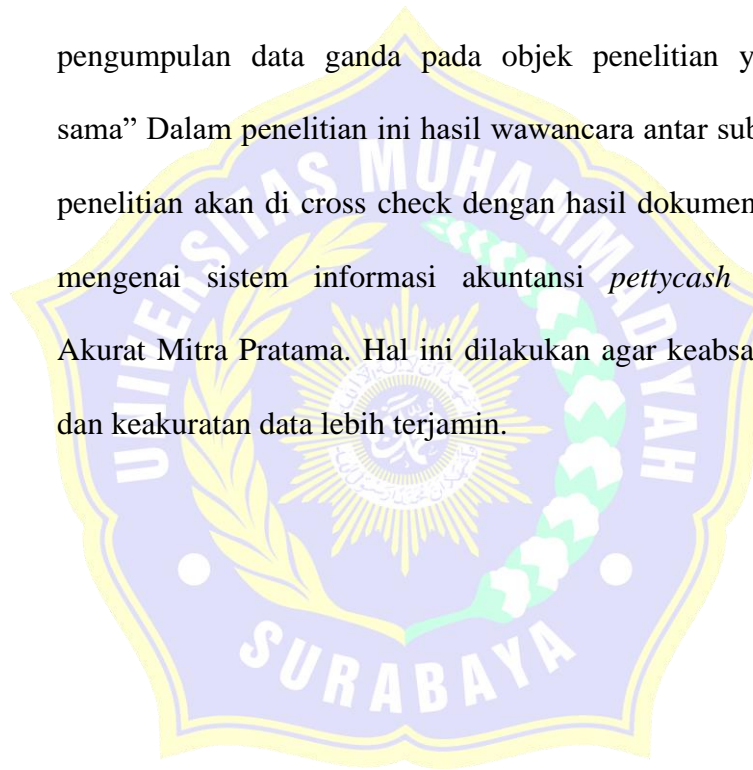 pengumpulan data ganda pada objek penelitian y
sama” Dalam penelitian ini hasil wawancara antar sub
penelitian akan di cross check dengan hasil dokumen
mengenai sistem informasi akuntansi pettycash
Akurat Mitra Pratama. Hal ini dilakukan agar keabsa
dan keakuratan data lebih terjamin.
UNIVERSITAS MUHAMMADYAH
SURABAYA